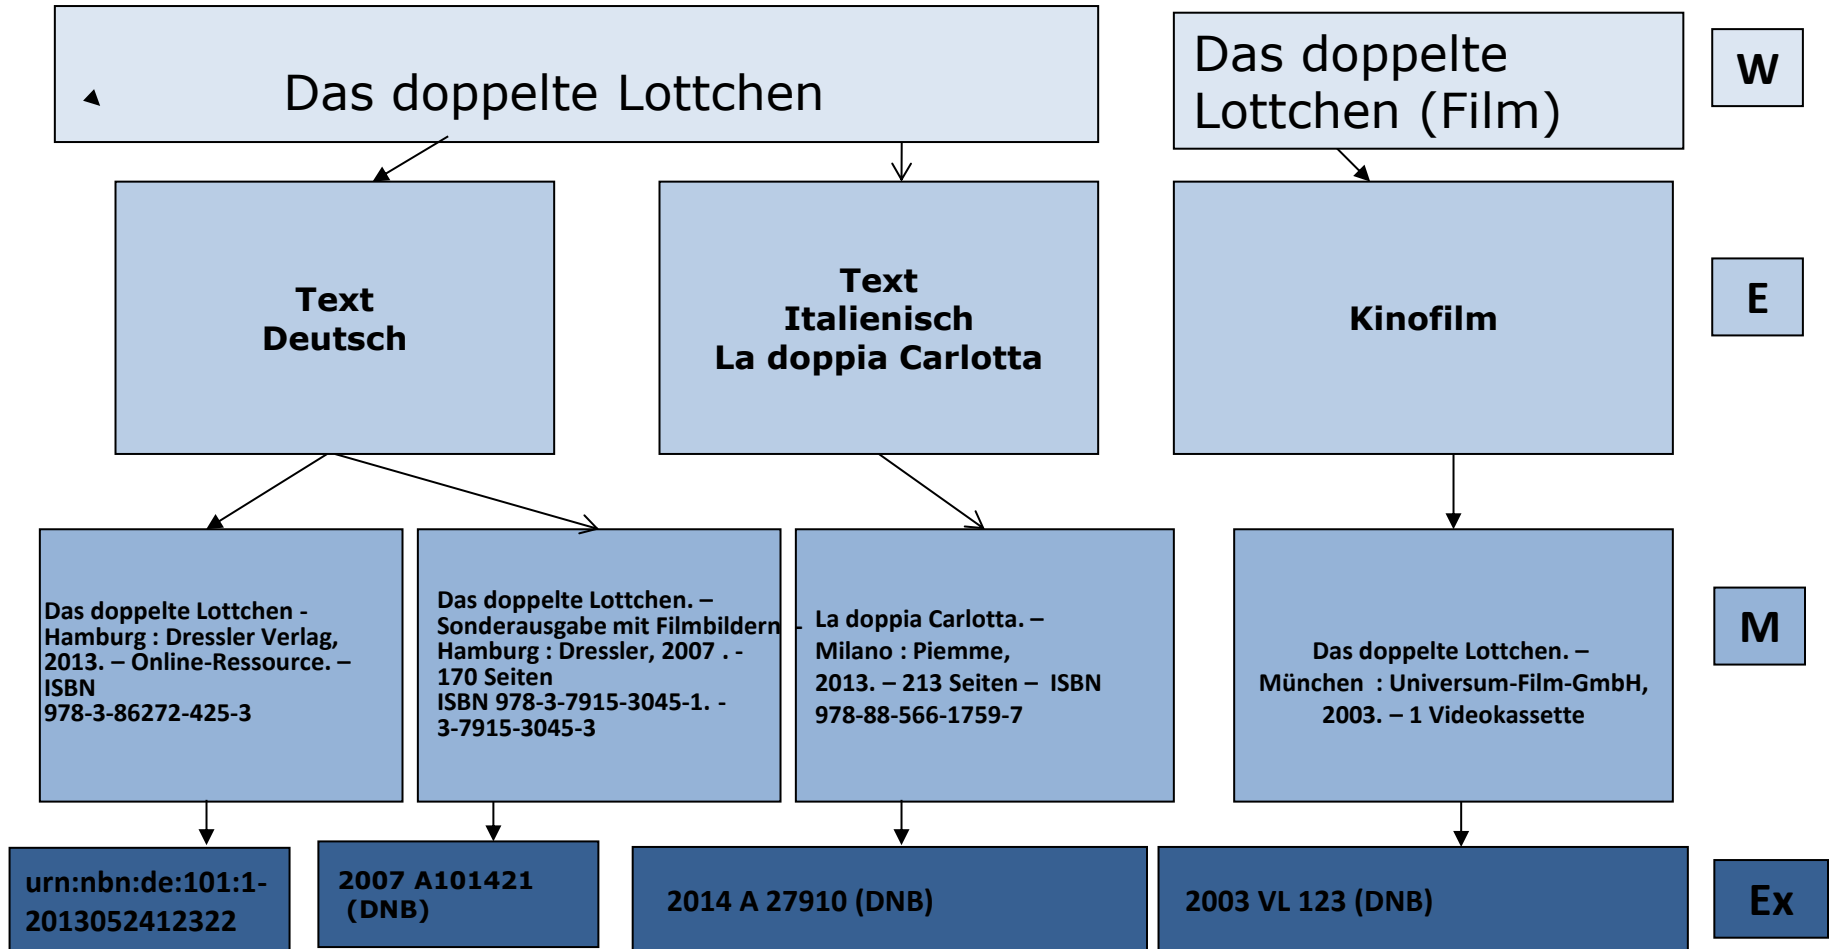 Das doppelte Lottchen
Das doppelte
Lottchen (Film)
W
Text
Deutsch
Text
Italienisch
La doppia Carlotta
Kinofilm
E
Das doppelte Lottchen -
Hamburg : Dressler Verlag,
2013. – Online-Ressource. –
ISBN
978-3-86272-425-3
Das doppelte Lottchen. –
Sonderausgabe mit Filmbildern -
Hamburg : Dressler, 2007 . -
170 Seiten
ISBN 978-3-7915-3045-1. -
3-7915-3045-3
La doppia Carlotta. –
Milano : Piemme,
2013. – 213 Seiten – ISBN
978-88-566-1759-7
Das doppelte Lottchen. –
München : Universum-Film-GmbH,
2003. – 1 Videokassette
M
urn:nbn:de:101:1-
2013052412322
2007 A101421
(DNB)
2014 A 27910 (DNB)
2003 VL 123 (DNB)
Ex